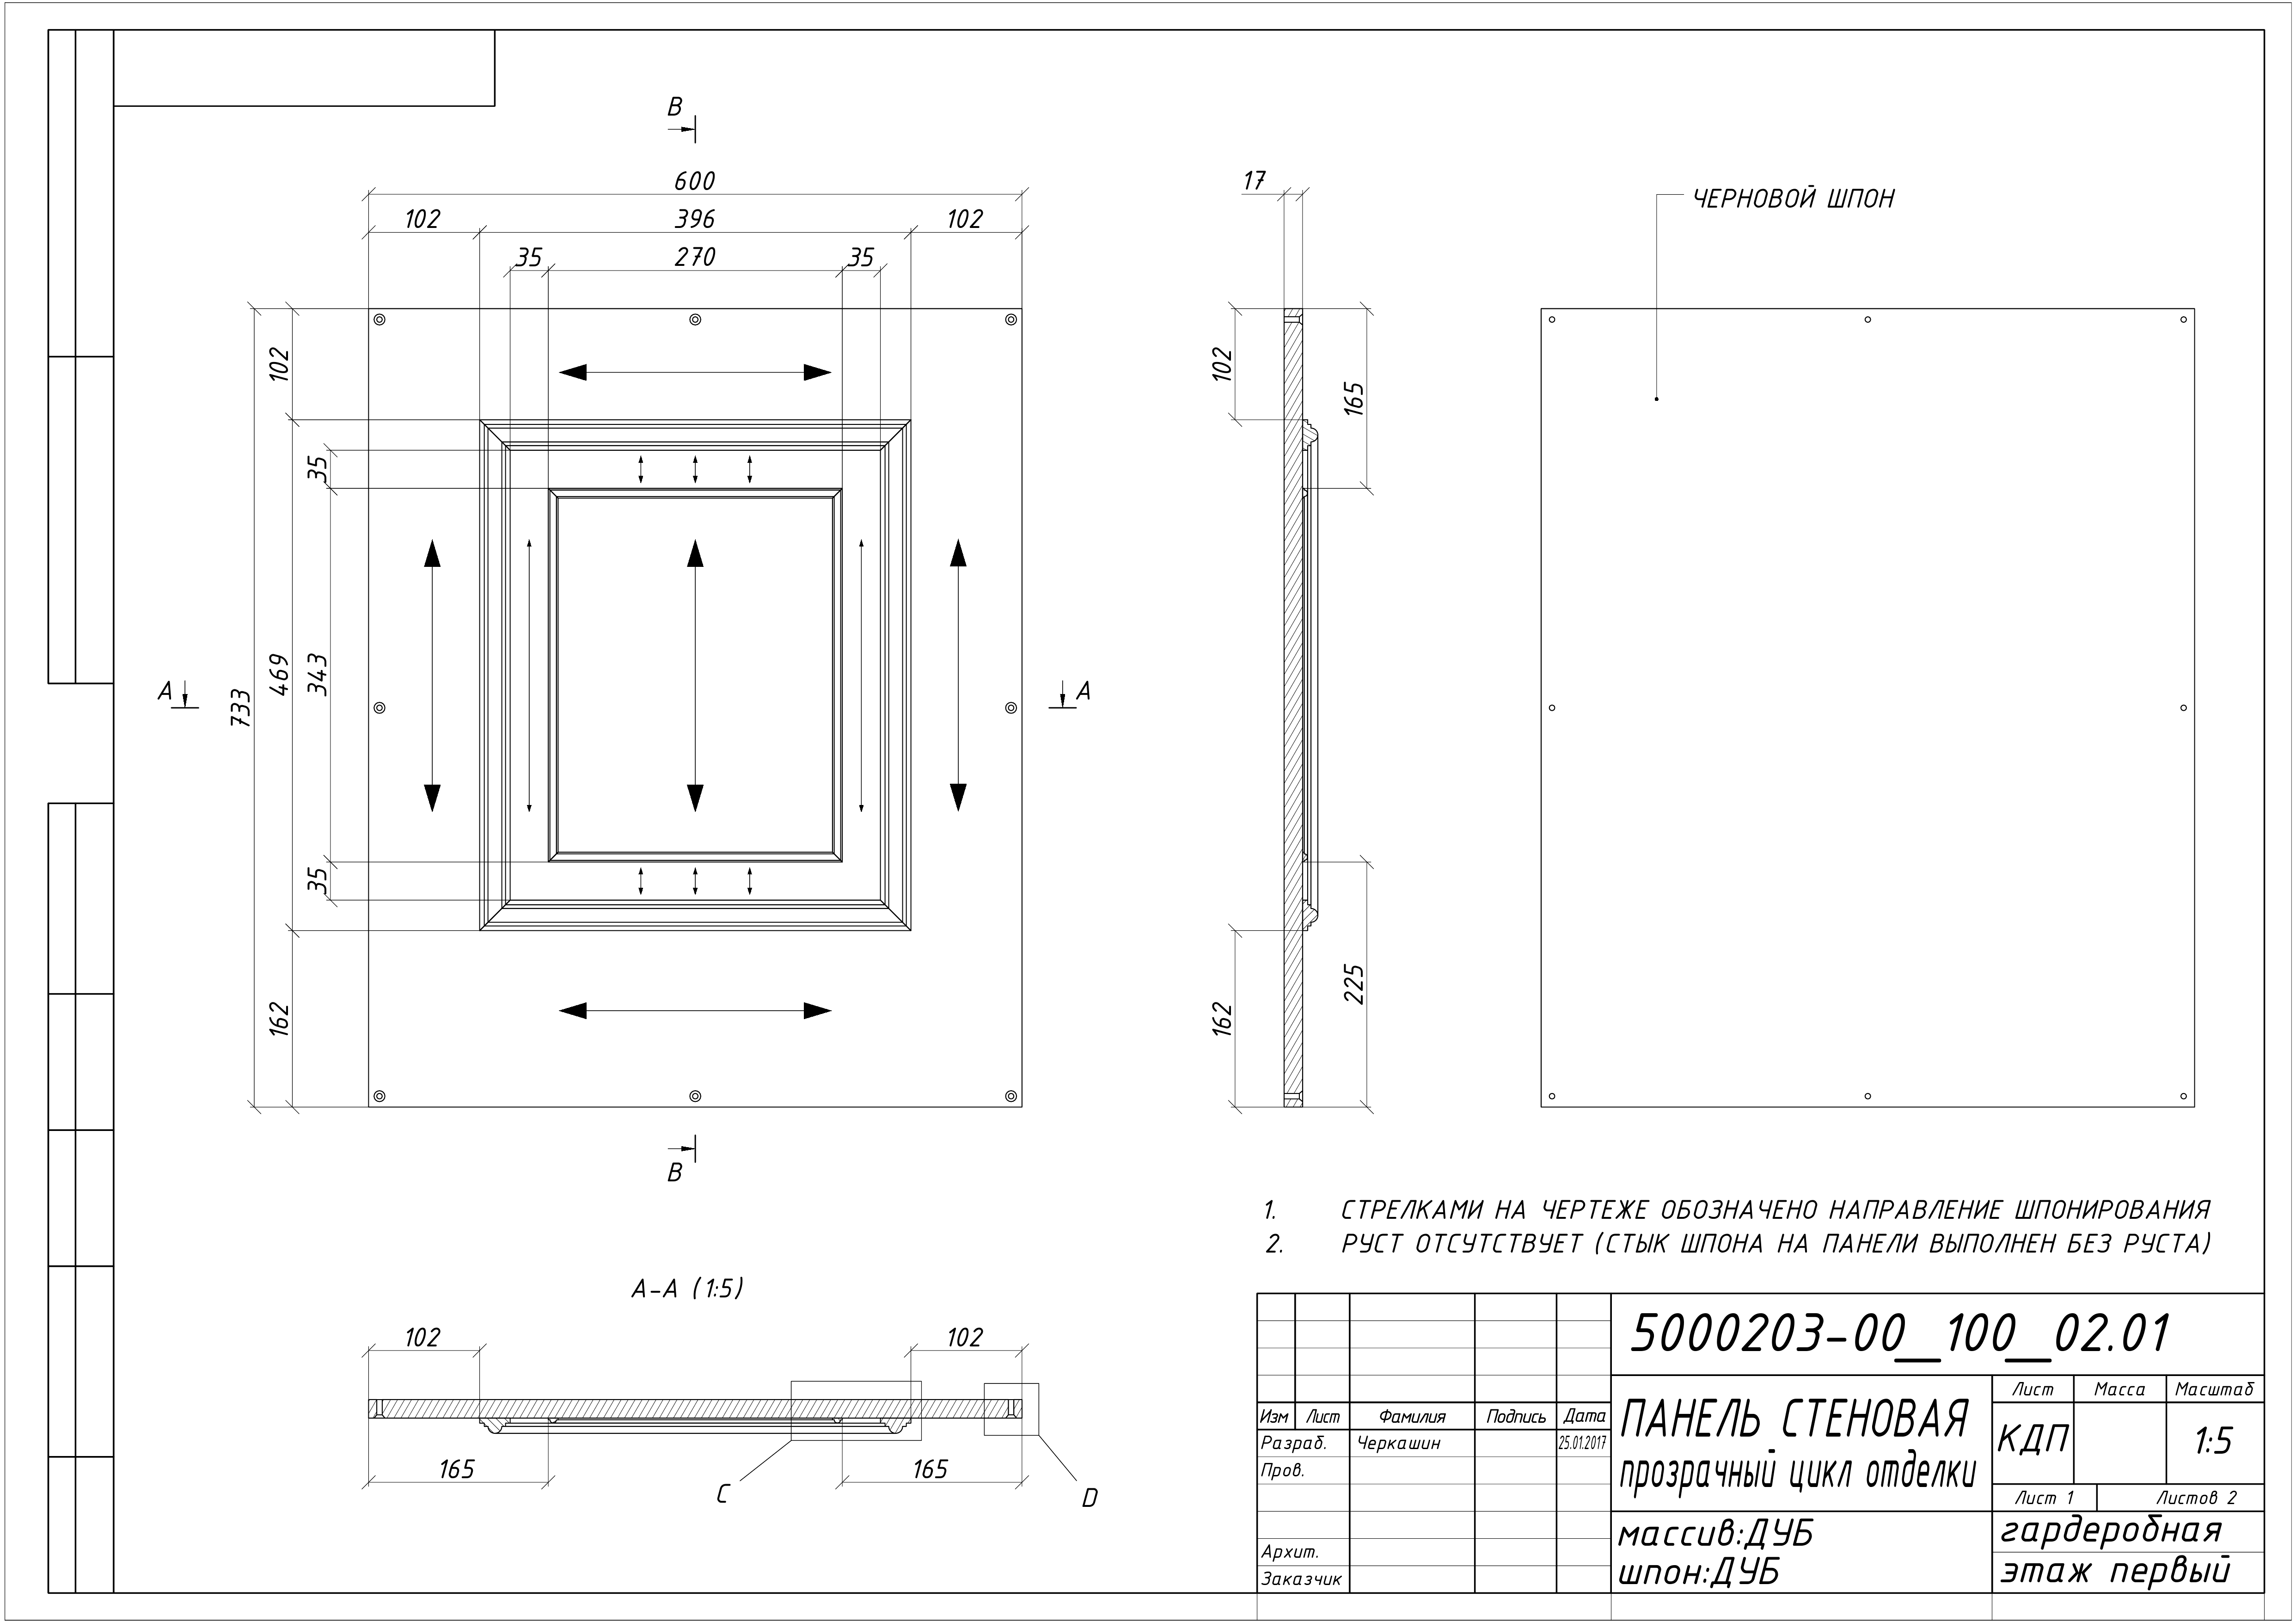 B
600
102 396 102
35 270 35
17
ЧЕРНОВОЙ ШПОН
102
35
102
165
A
733
469
343
A
35
162
162
225
B
1. СТРЕЛКАМИ НА ЧЕРТЕЖЕ ОБОЗНАЧЕНО НАПРАВЛЕНИЕ ШПОНИРОВАНИЯ
2. РУСТ ОТСУТСТВУЕТ (СТЫК ШПОНА НА ПАНЕЛИ ВЫПОЛНЕН БЕЗ РУСТА)
A-A (1:5)
102 102
165 165
C
D
5000203-00__100__02.01
Изм Лист Фамилия Подпись Дата
Разраб. Черкашин 25.01.2017
Пров.
Архит.
Заказчик
ПАНЕЛЬ СТЕНОВАЯ
прозрачный цикл отделки
Лист Масса Масштаб
КДП 1:5
Лист 1 Листов 2
массив:ДУБ
шпон:ДУБ
гардеробная
этаж первый